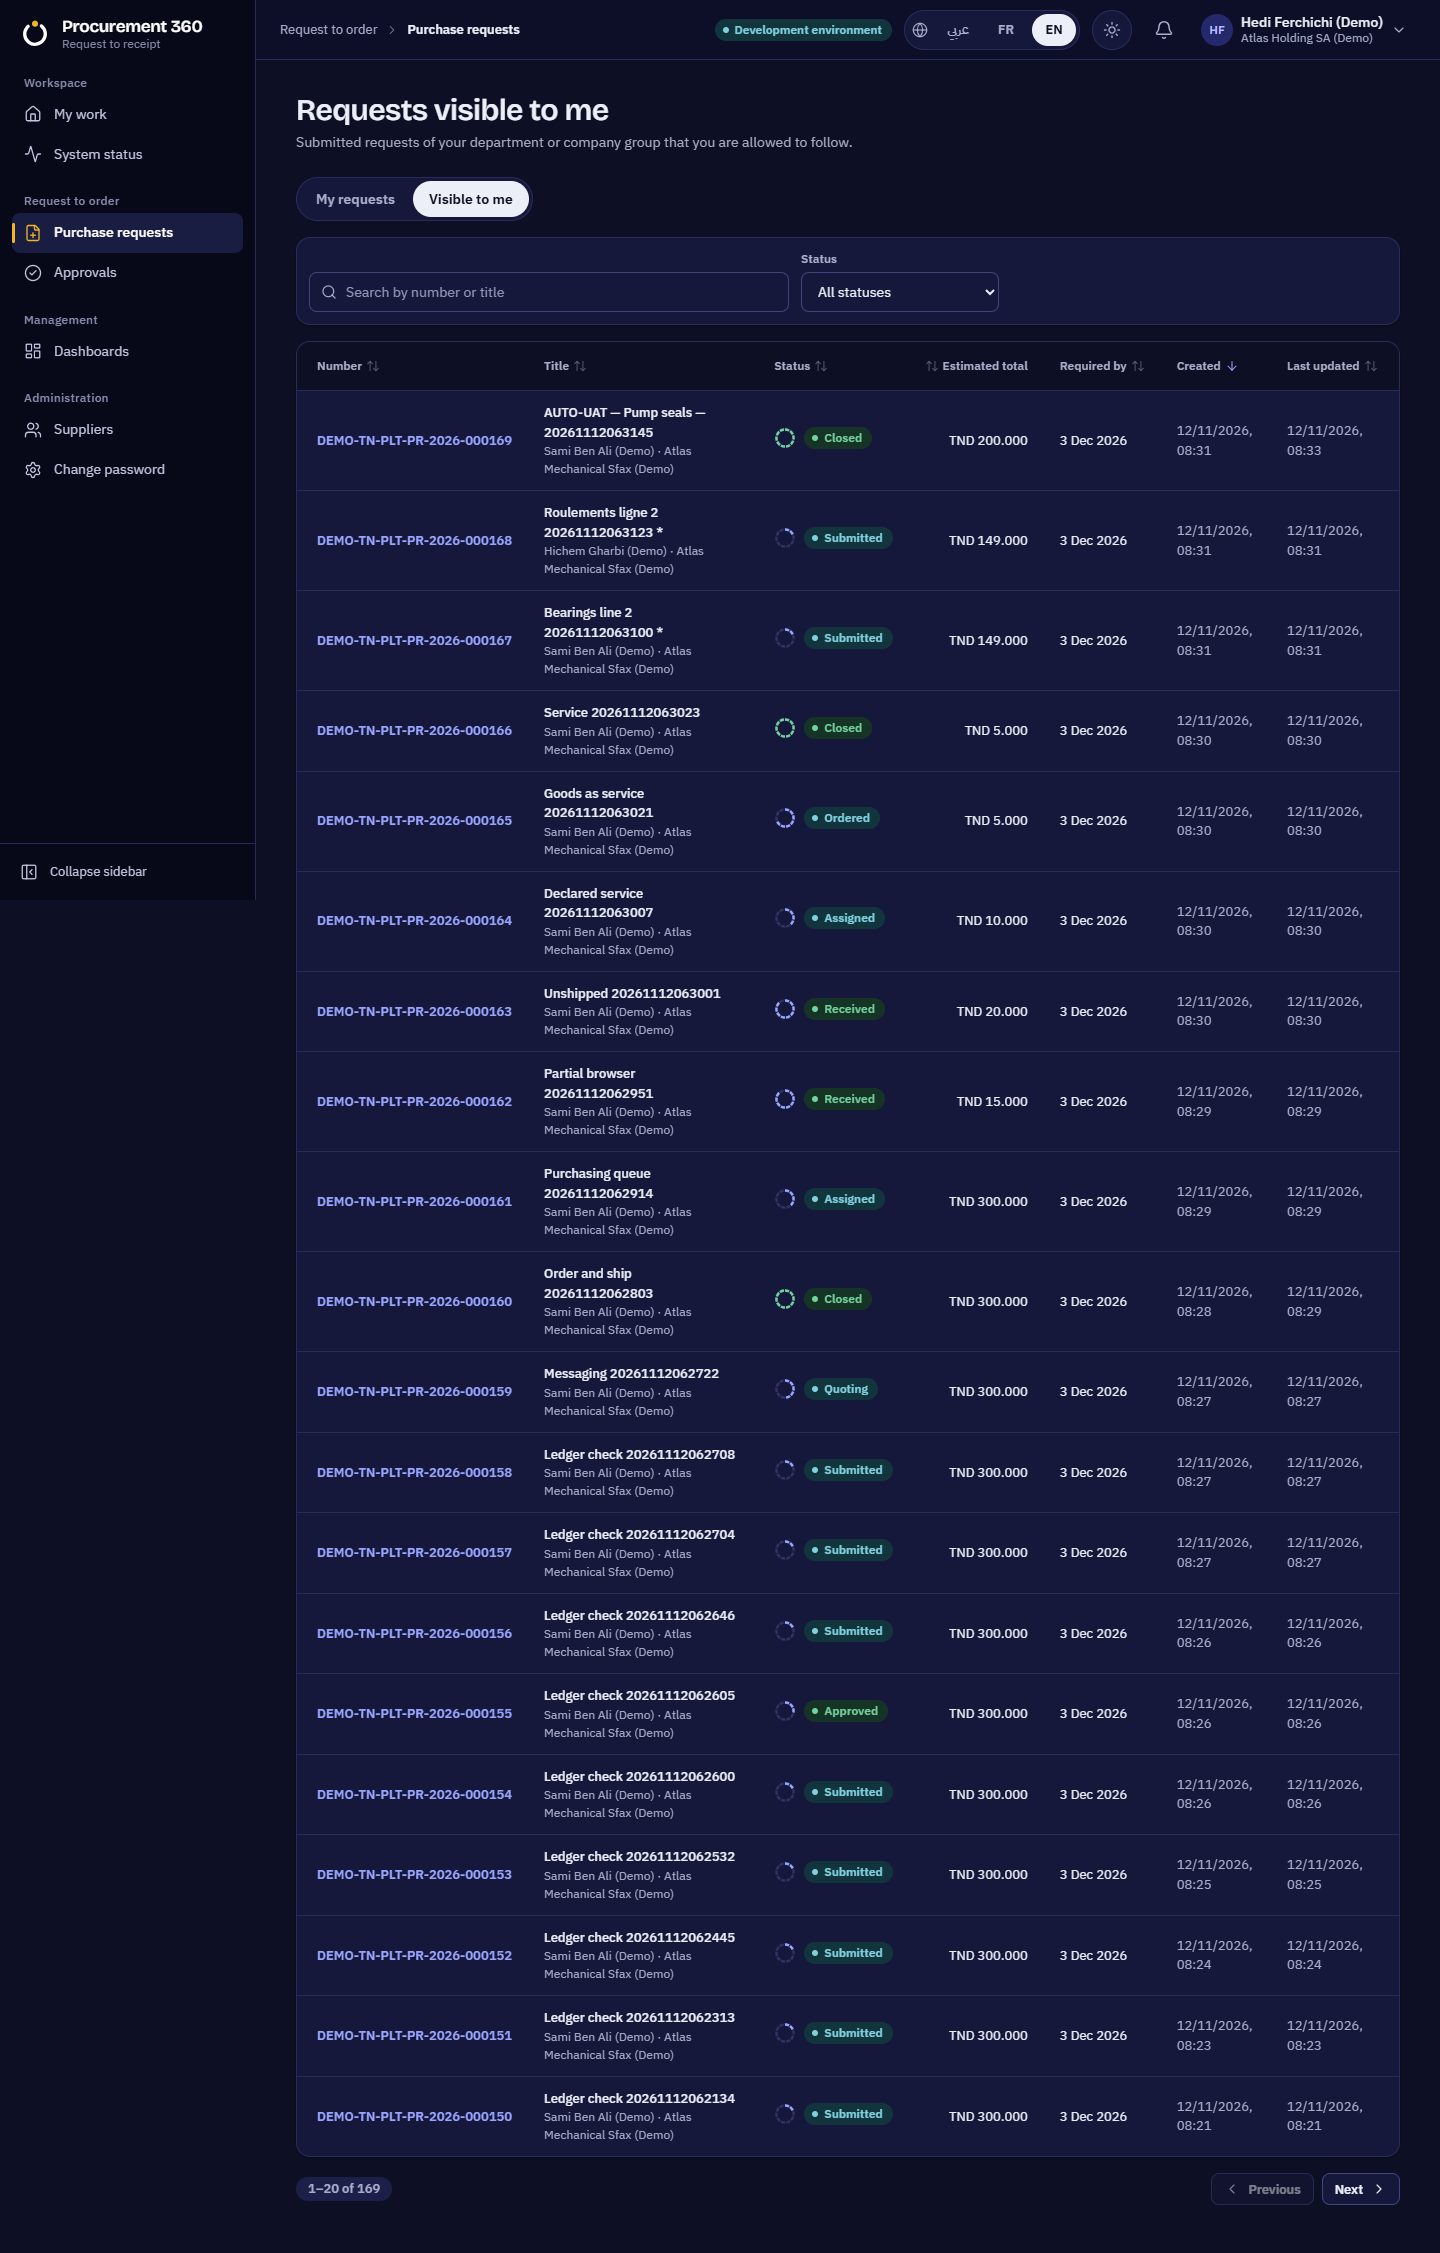 Procurement 360
Request to receipt
Workspace
My work
System status
Request to order
Purchase requests
Approvals
Management
Dashboards
Administration
Suppliers
Change password
Collapse sidebar
Request to order > Purchase requests
Development environment
عربي FR EN
HF
Hedi Ferchichi (Demo)
Atlas Holding SA (Demo)
Requests visible to me
Submitted requests of your department or company group that you are allowed to follow.
My requests Visible to me
Status
Search by number or title All statuses
Number Title Status Estimated total Required by Created Last updated
AUTO-UAT — Pump seals —
20261112063145
Sami Ben Ali (Demo) · Atlas
Mechanical Sfax (Demo)
DEMO-TN-PLT-PR-2026-000169 Closed TND 200.000 3 Dec 2026 12/11/2026, 08:31 12/11/2026, 08:33
Roulements ligne 2
20261112063123 *
Hichem Gharbi (Demo) · Atlas
Mechanical Sfax (Demo)
DEMO-TN-PLT-PR-2026-000168 Submitted TND 149.000 3 Dec 2026 12/11/2026, 08:31 12/11/2026, 08:31
Bearings line 2
20261112063100 *
Sami Ben Ali (Demo) · Atlas
Mechanical Sfax (Demo)
DEMO-TN-PLT-PR-2026-000167 Submitted TND 149.000 3 Dec 2026 12/11/2026, 08:31 12/11/2026, 08:31
Service 20261112063023
Sami Ben Ali (Demo) · Atlas
Mechanical Sfax (Demo)
DEMO-TN-PLT-PR-2026-000166 Closed TND 5.000 3 Dec 2026 12/11/2026, 08:30 12/11/2026, 08:30
Goods as service
20261112063021
Sami Ben Ali (Demo) · Atlas
Mechanical Sfax (Demo)
DEMO-TN-PLT-PR-2026-000165 Ordered TND 5.000 3 Dec 2026 12/11/2026, 08:30 12/11/2026, 08:30
Declared service
20261112063007
Sami Ben Ali (Demo) · Atlas
Mechanical Sfax (Demo)
DEMO-TN-PLT-PR-2026-000164 Assigned TND 10.000 3 Dec 2026 12/11/2026, 08:30 12/11/2026, 08:30
Unshipped 20261112063001
Sami Ben Ali (Demo) · Atlas
Mechanical Sfax (Demo)
DEMO-TN-PLT-PR-2026-000163 Received TND 20.000 3 Dec 2026 12/11/2026, 08:30 12/11/2026, 08:30
Partial browser
20261112062951
Sami Ben Ali (Demo) · Atlas
Mechanical Sfax (Demo)
DEMO-TN-PLT-PR-2026-000162 Received TND 15.000 3 Dec 2026 12/11/2026, 08:29 12/11/2026, 08:29
Purchasing queue
20261112062914
Sami Ben Ali (Demo) · Atlas
Mechanical Sfax (Demo)
DEMO-TN-PLT-PR-2026-000161 Assigned TND 300.000 3 Dec 2026 12/11/2026, 08:29 12/11/2026, 08:29
Order and ship
20261112062803
Sami Ben Ali (Demo) · Atlas
Mechanical Sfax (Demo)
DEMO-TN-PLT-PR-2026-000160 Closed TND 300.000 3 Dec 2026 12/11/2026, 08:28 12/11/2026, 08:29
Messaging 20261112062722
Sami Ben Ali (Demo) · Atlas
Mechanical Sfax (Demo)
DEMO-TN-PLT-PR-2026-000159 Quoting TND 300.000 3 Dec 2026 12/11/2026, 08:27 12/11/2026, 08:27
Ledger check 20261112062708
Sami Ben Ali (Demo) · Atlas
Mechanical Sfax (Demo)
DEMO-TN-PLT-PR-2026-000158 Submitted TND 300.000 3 Dec 2026 12/11/2026, 08:27 12/11/2026, 08:27
Ledger check 20261112062704
Sami Ben Ali (Demo) · Atlas
Mechanical Sfax (Demo)
DEMO-TN-PLT-PR-2026-000157 Submitted TND 300.000 3 Dec 2026 12/11/2026, 08:27 12/11/2026, 08:27
Ledger check 20261112062646
Sami Ben Ali (Demo) · Atlas
Mechanical Sfax (Demo)
DEMO-TN-PLT-PR-2026-000156 Submitted TND 300.000 3 Dec 2026 12/11/2026, 08:26 12/11/2026, 08:26
Ledger check 20261112062605
Sami Ben Ali (Demo) · Atlas
Mechanical Sfax (Demo)
DEMO-TN-PLT-PR-2026-000155 Approved TND 300.000 3 Dec 2026 12/11/2026, 08:26 12/11/2026, 08:26
Ledger check 20261112062600
Sami Ben Ali (Demo) · Atlas
Mechanical Sfax (Demo)
DEMO-TN-PLT-PR-2026-000154 Submitted TND 300.000 3 Dec 2026 12/11/2026, 08:26 12/11/2026, 08:26
Ledger check 20261112062532
Sami Ben Ali (Demo) · Atlas
Mechanical Sfax (Demo)
DEMO-TN-PLT-PR-2026-000153 Submitted TND 300.000 3 Dec 2026 12/11/2026, 08:25 12/11/2026, 08:25
Ledger check 20261112062445
Sami Ben Ali (Demo) · Atlas
Mechanical Sfax (Demo)
DEMO-TN-PLT-PR-2026-000152 Submitted TND 300.000 3 Dec 2026 12/11/2026, 08:24 12/11/2026, 08:24
Ledger check 20261112062313
Sami Ben Ali (Demo) · Atlas
Mechanical Sfax (Demo)
DEMO-TN-PLT-PR-2026-000151 Submitted TND 300.000 3 Dec 2026 12/11/2026, 08:23 12/11/2026, 08:23
Ledger check 20261112062134
Sami Ben Ali (Demo) · Atlas
Mechanical Sfax (Demo)
DEMO-TN-PLT-PR-2026-000150 Submitted TND 300.000 3 Dec 2026 12/11/2026, 08:21 12/11/2026, 08:21
1–20 of 169 Previous Next